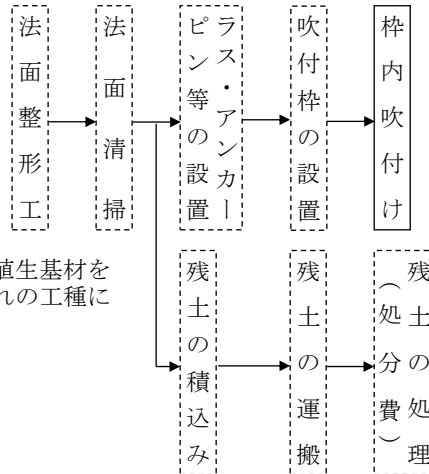 法面整形工
法面清掃
ラス・アンカー
ピン等の設置
吹付枠の設置
枠内吹付け
植生基材を
れの工種に
残土の積込み
残土の運搬
残土の処理
（処分費）